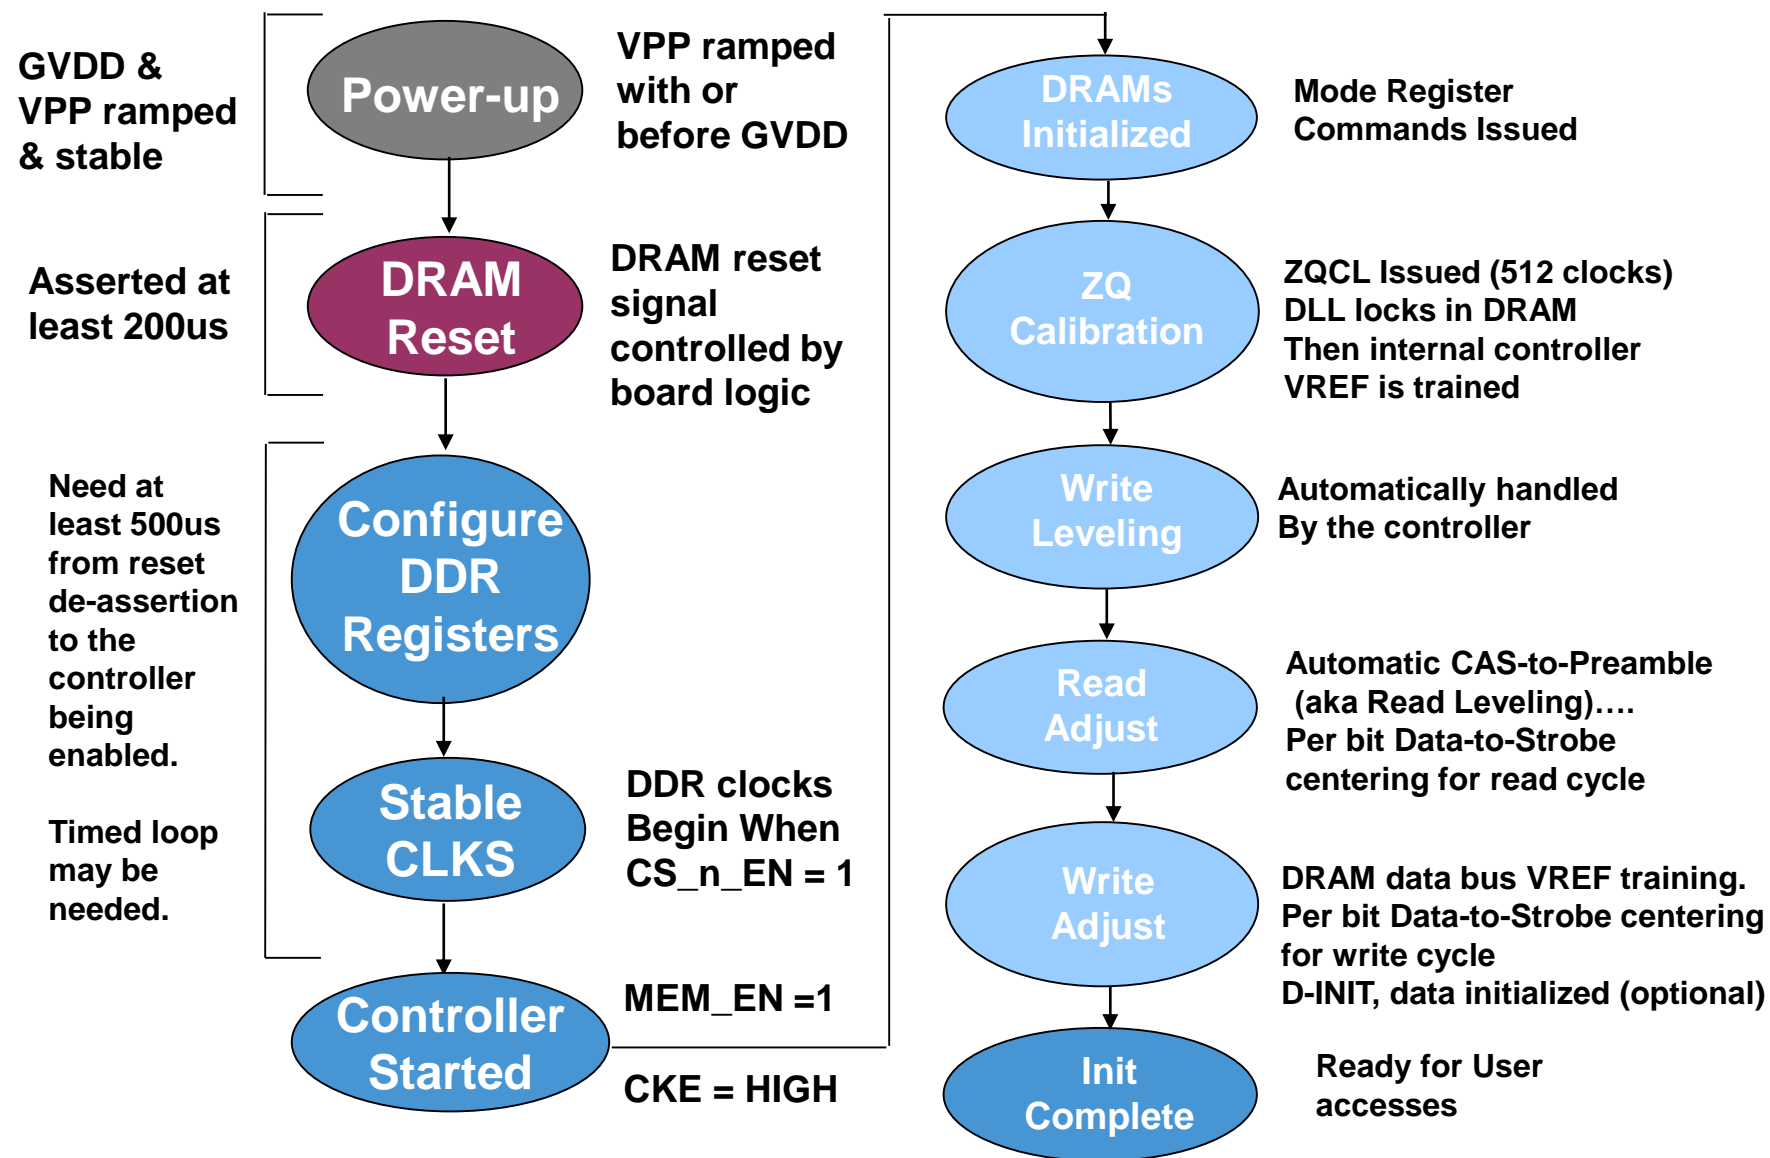 GVDD &
VPP ramped
& stable
Power-up
VPP ramped
with or
before GVDD
Asserted at
least 200us
DRAM
Reset
DRAM reset
signal
controlled by
board logic
Need at
least 500us
from reset
de-assertion
to the
controller
being
enabled.
Timed loop
may be
needed.
Configure
DDR
Registers
Stable
CLKS
DDR clocks
Begin When
CS_n_EN = 1
Controller
Started
MEM_EN =1
CKE = HIGH
DRAMs
Initialized
Mode Register
Commands Issued
ZQ
Calibration
ZQCL Issued (512 clocks)
DLL locks in DRAM
Then internal controller
VREF is trained
Write
Leveling
Automatically handled
By the controller
Read
Adjust
Automatic CAS-to-Preamble
(aka Read Leveling)….
Per bit Data-to-Strobe
centering for read cycle
Write
Adjust
DRAM data bus VREF training.
Per bit Data-to-Strobe centering
for write cycle
D-INIT, data initialized (optional)
Init
Complete
Ready for User
accesses